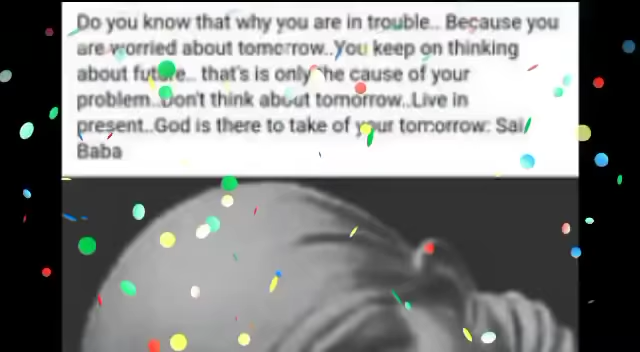 Do you know that why you are in trouble.. Because you
are worried about tomorrow..You keep on thinking
about future.. that's is only the cause of your
problem..Don't think about tomorrow..Live in
present..God is there to take of your tomorrow: Sai
Baba